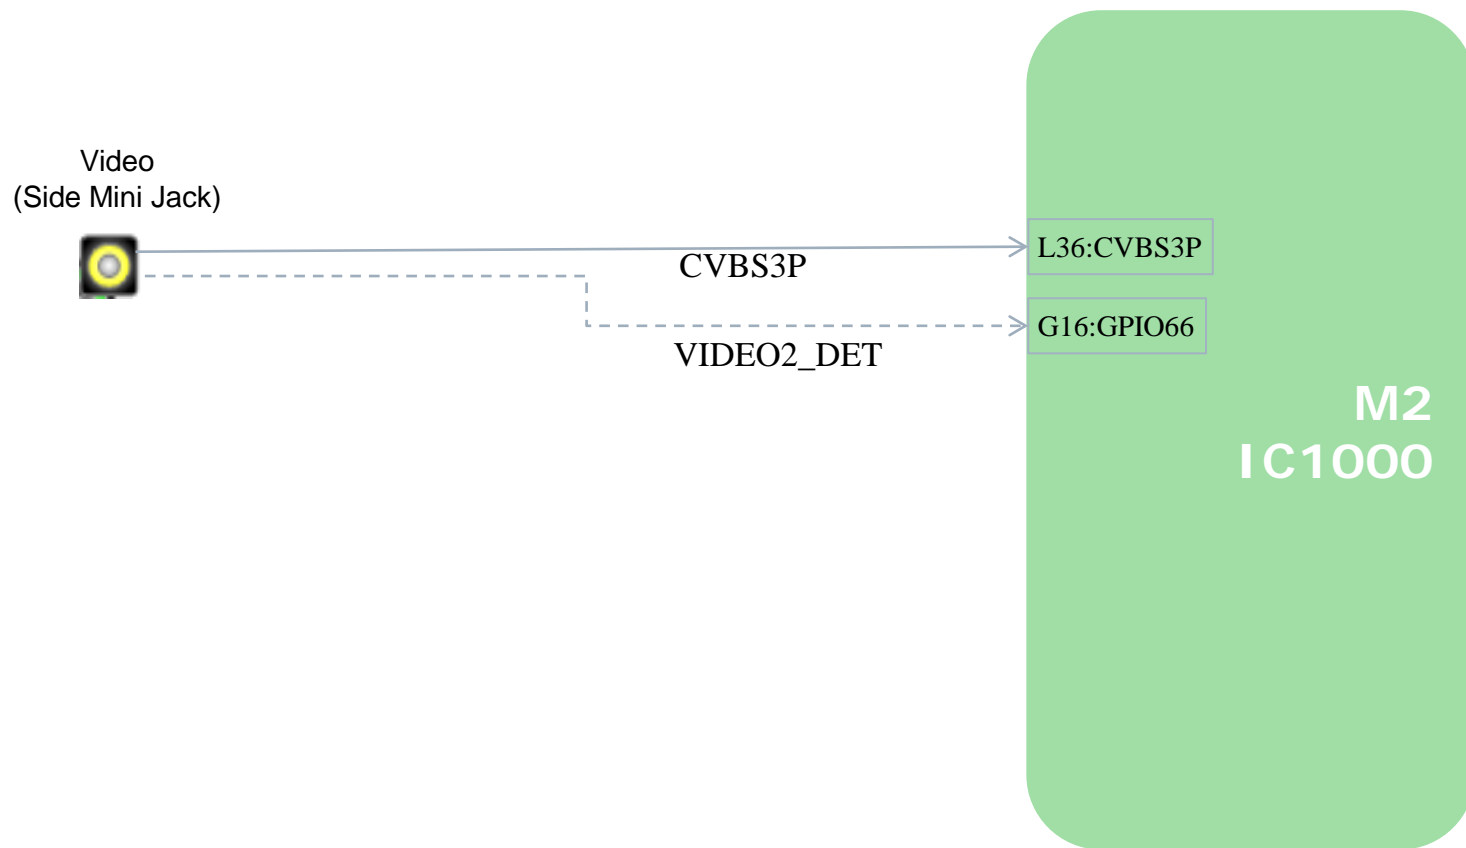 Video
(Side Mini Jack)
CVBS3P
L36:CVBS3P
G16:GPIO66
VIDEO2_DET
M2
IC1000